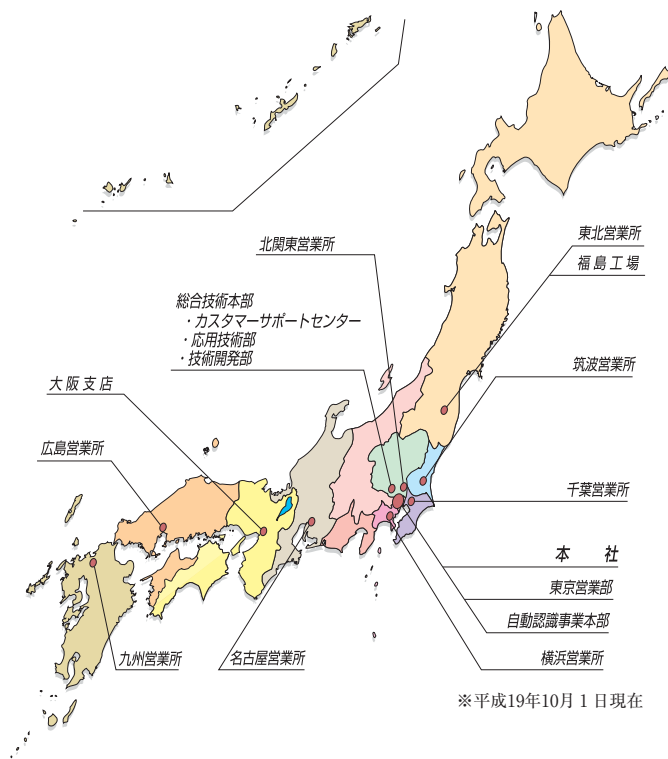 北関東営業所
東北営業所
福島工場
総合技術本部
・カスタマーサポートセンター
・応用技術部
・技術開発部
筑波営業所
大阪支店
広島営業所
千葉営業所
本　社
東京営業部
自動認識事業本部
横浜営業所
九州営業所
名古屋営業所
※平成19年10月１日現在